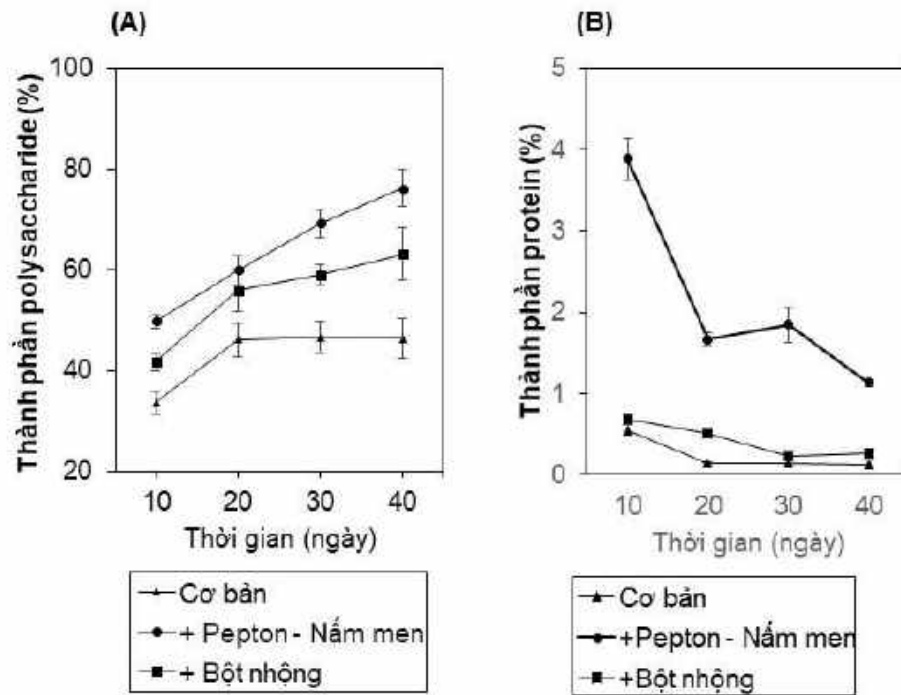 (A)
Thành phần polysaccharide (%)
100
80
60
40
20
10 20 30 40
Thời gian (ngày)
Cơ bản
+ Pepton - Nấm men
+ Bột nhộng
(B)
Thành phần protein (%)
5
4
3
2
1
0
10 20 30 40
Thời gian (ngày)
Cơ bản
+Pepton - Nấm men
+Bột nhộng